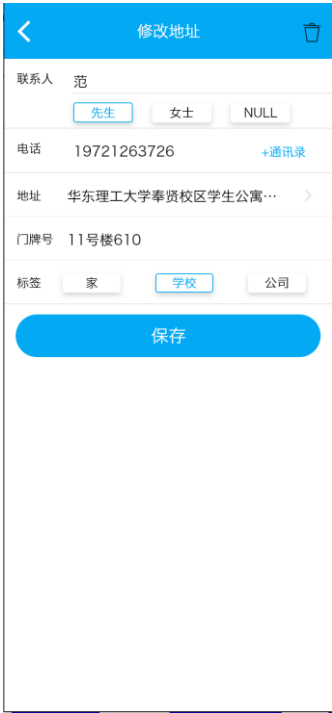 修改地址
联系人 范
先生 女士 NULL
电话 19721263726 +通讯录
地址 华东理工大学奉贤校区学生公寓…
门牌号 11号楼610
标签 家 学校 公司
保存